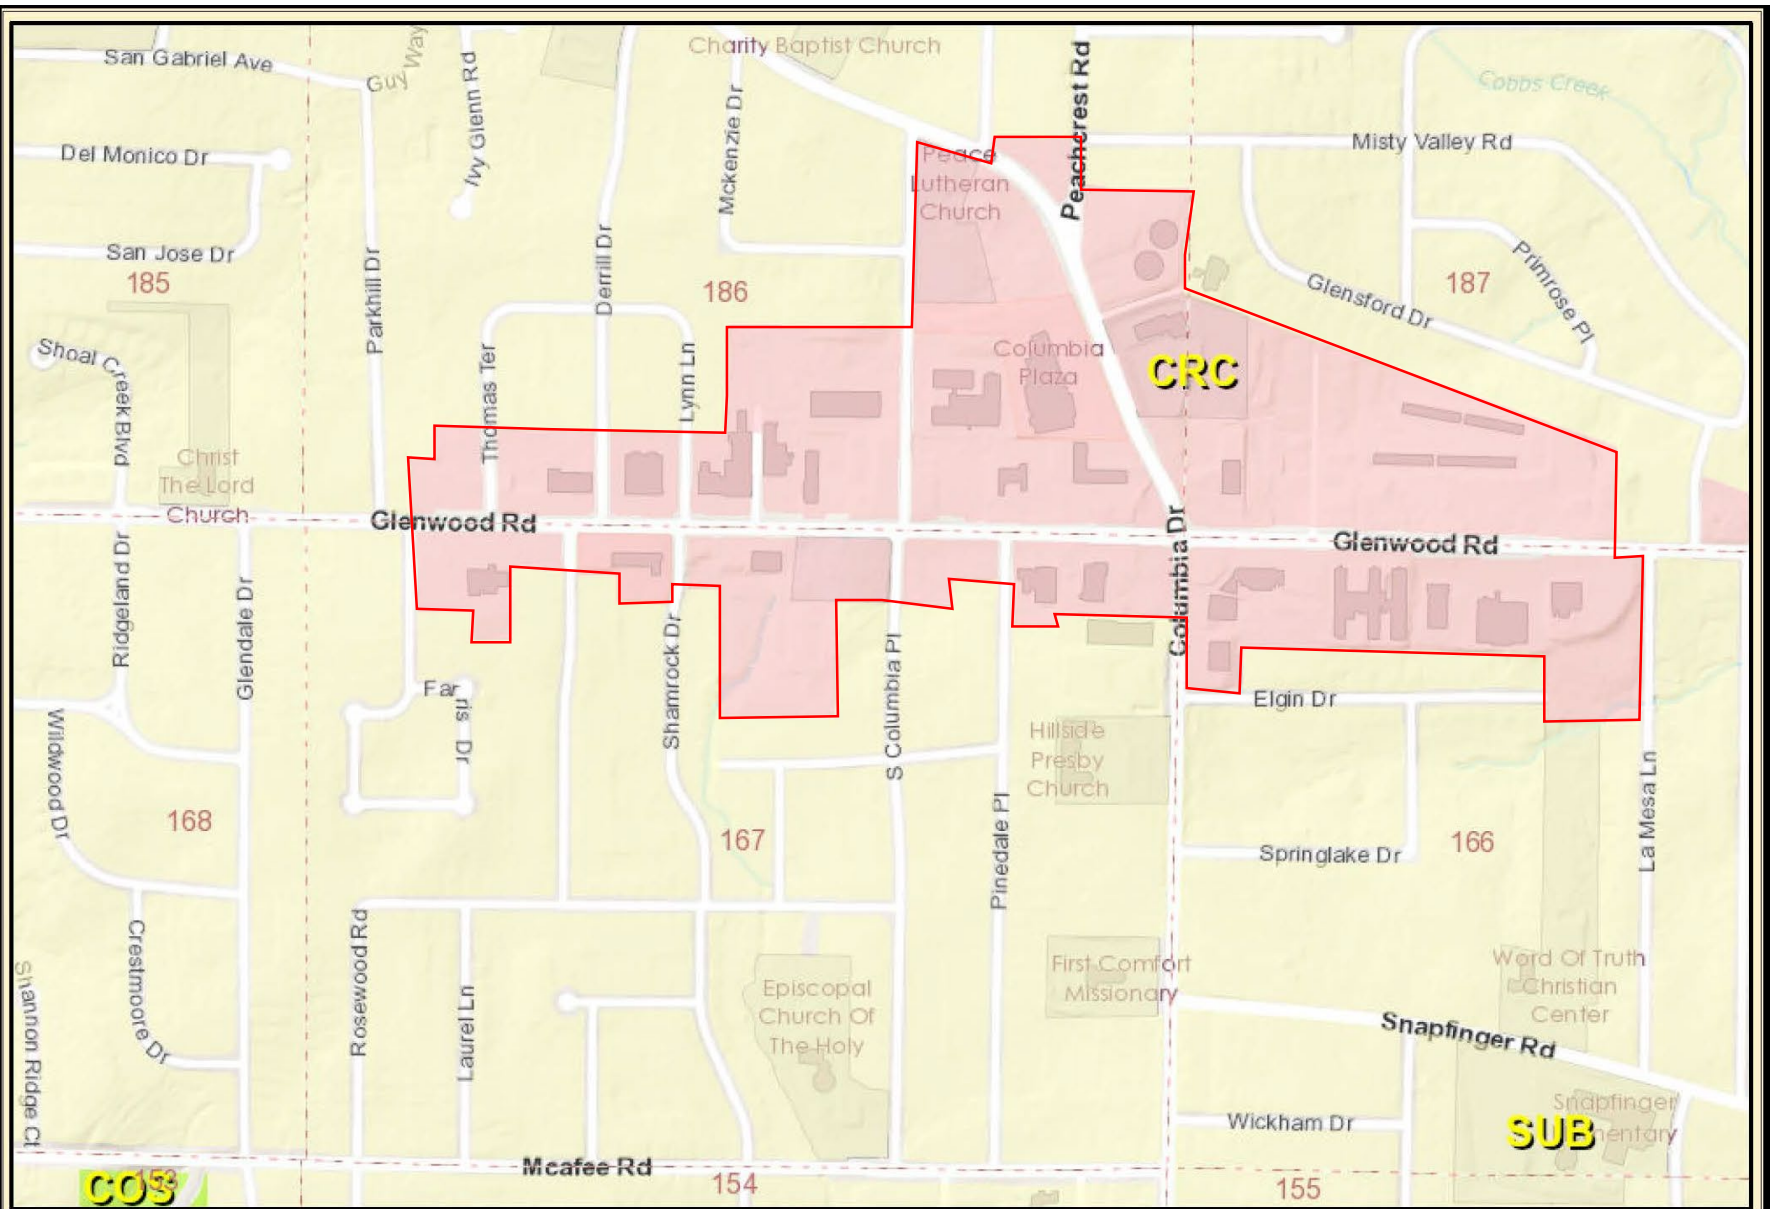 San Gabriel Ave
Guy Way
Ivy Glenn Rd
Charity Baptist Church
Mckenzie Dr
Peachcrest Rd
Cobbs Creek
Misty Valley Rd
Del Monico Dr
Peace
Lutheran
Church
San Jose Dr
185
Parkhill Dr
Derrill Dr
186
187
Primrose Pl
Glensford Dr
Shoal Creek Blvd
Thomas Ter
Lynn Ln
Columbia
Plaza
CRC
Christ
The Lord
Church
Glenwood Rd
Glenwood Rd
Columbia Dr
Ridgeland Dr
Glendale Dr
Farris Dr
Shamrock Dr
S Columbia Pl
Elgin Dr
Wildwood Dr
Hillside
Presby
Church
La Mesa Ln
168
167
166
Pinedale Pl
Springlake Dr
Crestmoore Dr
Rosewood Rd
Laurel Ln
Shannon Ridge Ct
Episcopal
Church Of
The Holy
First Comfort
Missionary
Word Of Truth
Christian
Center
Snapfinger Rd
Snapfinger
mentary
SUB
Wickham Dr
Mcafee Rd
COS
153
154
155